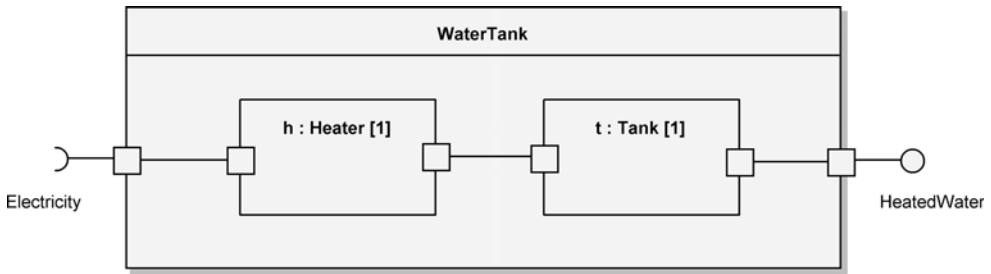 WaterTank
h : Heater [1]
t : Tank [1]
Electricity
HeatedWater